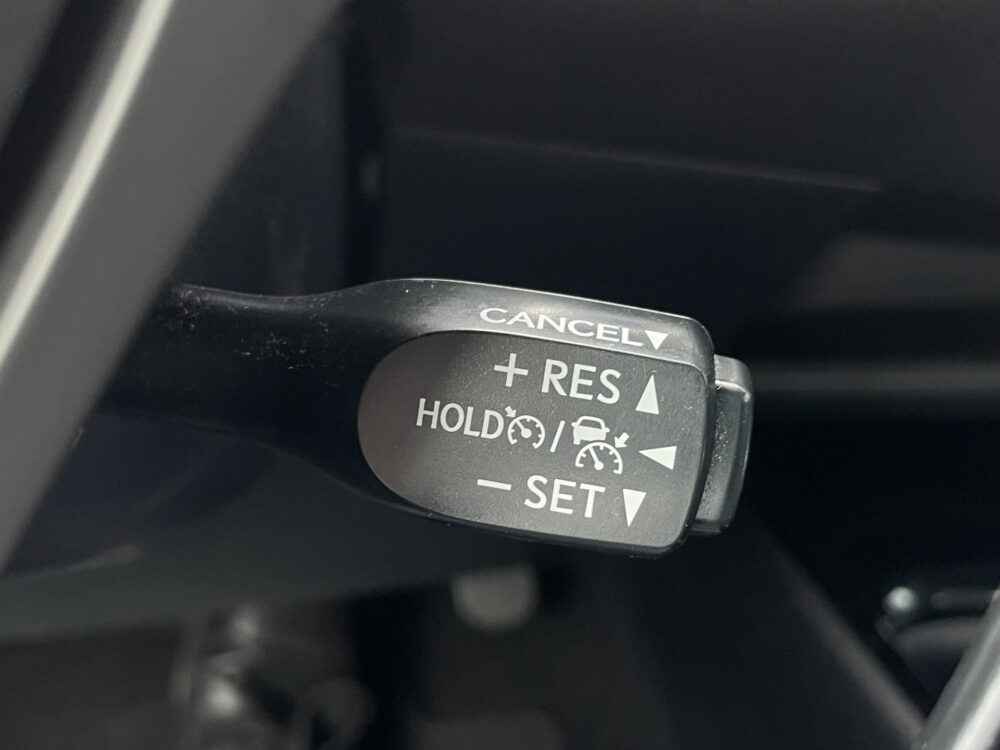 CANCEL▼
+ RES ▲
HOLD / ◀
− SET ▼